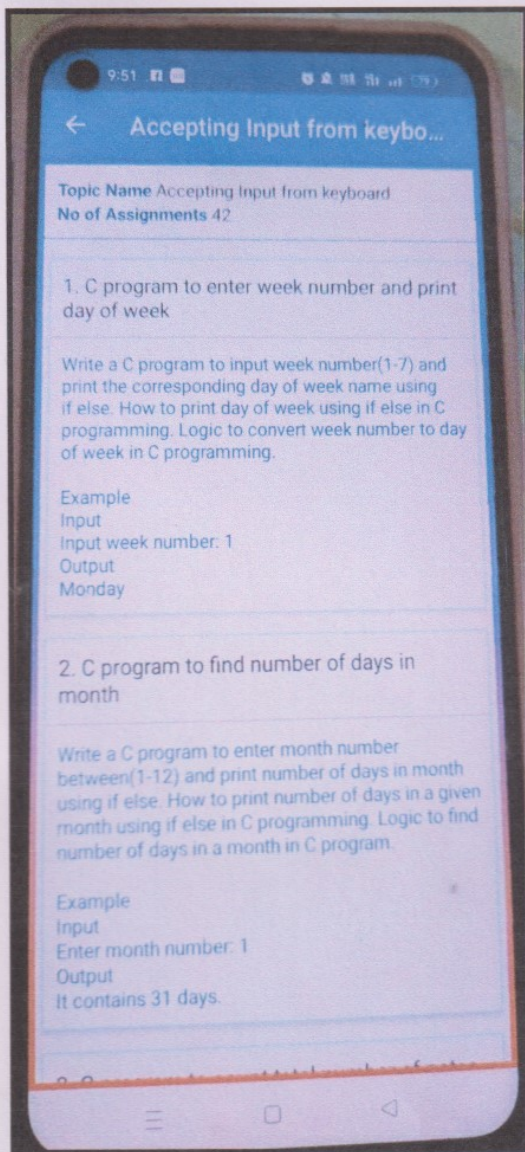 9:51
Accepting Input from keybo...
Topic Name Accepting Input from keyboard
No of Assignments 42
1. C program to enter week number and print
day of week
Write a C program to input week number(1-7) and
print the corresponding day of week name using
if else. How to print day of week using if else in C
programming. Logic to convert week number to day
of week in C programming.
Example
Input
Input week number: 1
Output
Monday
2. C program to find number of days in
month
Write a C program to enter month number
between(1-12) and print number of days in month
using if else. How to print number of days in a given
month using if else in C programming. Logic to find
number of days in a month in C program.
Example
Input
Enter month number: 1
Output
It contains 31 days.